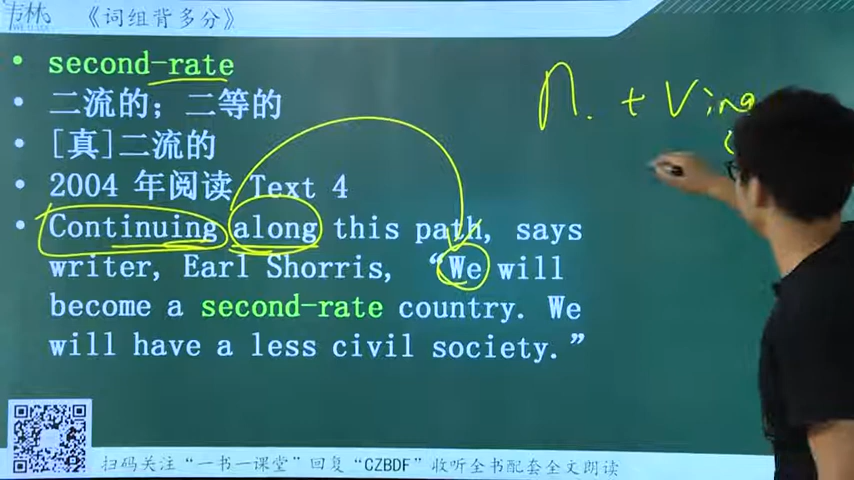 韦林
《词组背多分》
• second-rate
• 二流的；二等的
• [真]二流的
• 2004 年阅读 Text 4
• Continuing along this path, says
writer, Earl Shorris, “We will
become a second-rate country. We
will have a less civil society.”
n. + Ving
扫码关注“一书一课堂”回复“CZBDF”收听全书配套全文朗读